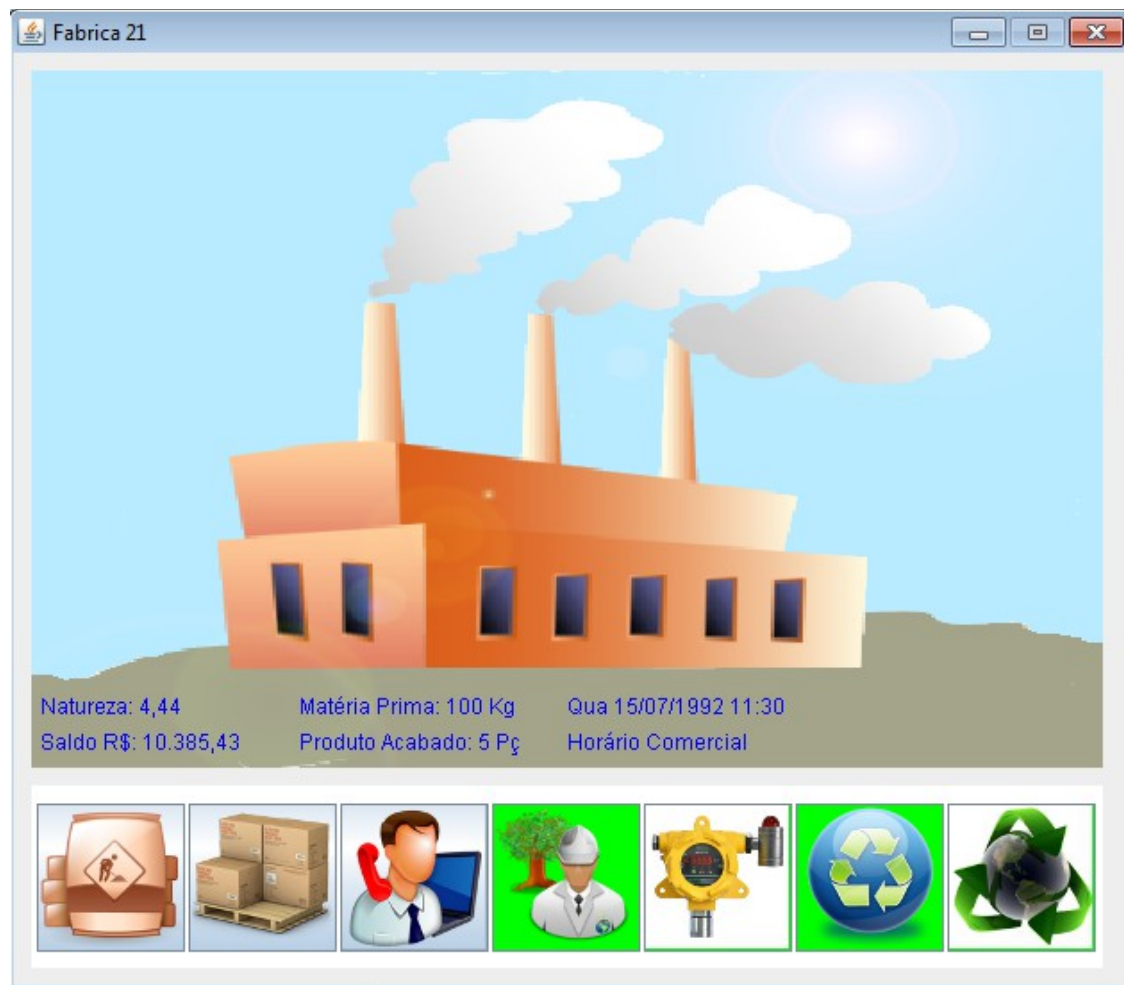 Fabrica 21
Natureza: 4,44 Matéria Prima: 100 Kg Qua 15/07/1992 11:30
Saldo R$: 10.385,43 Produto Acabado: 5 Pç Horário Comercial